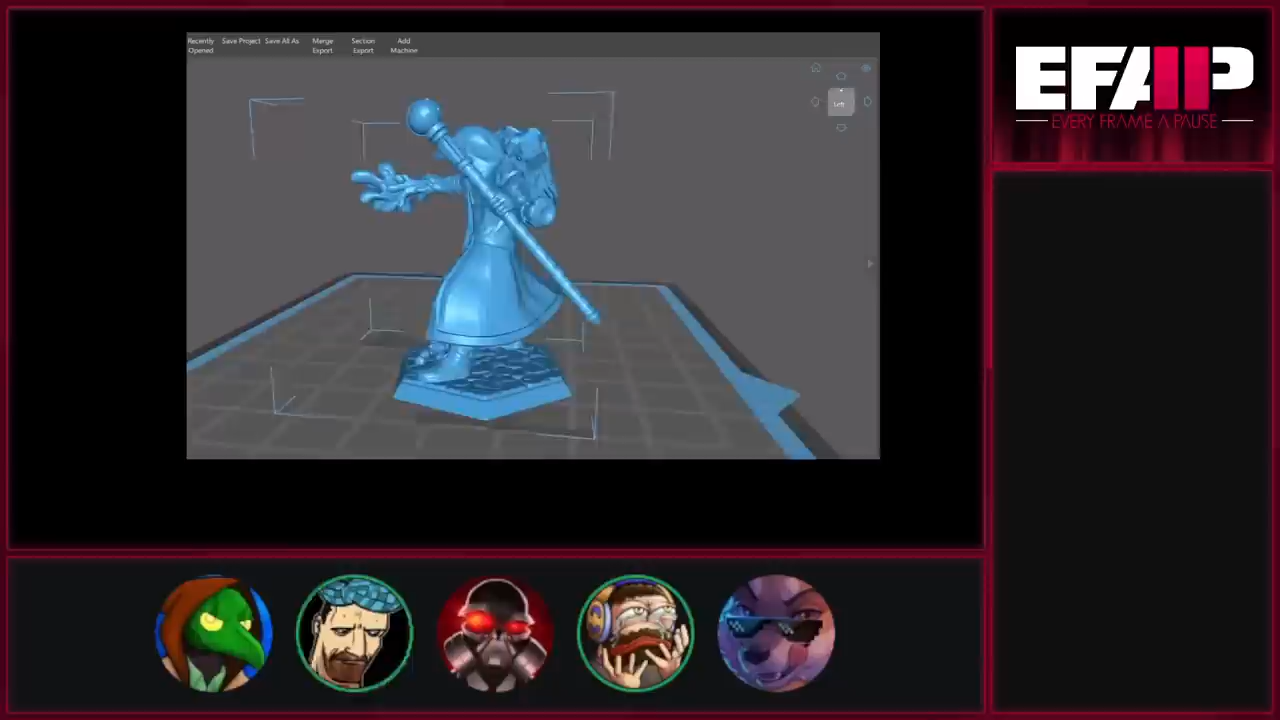 Recently Opened
Save Project
Save All As
Merge Export
Section Export
Add Machine
Left
EFAP
EVERY FRAME A PAUSE